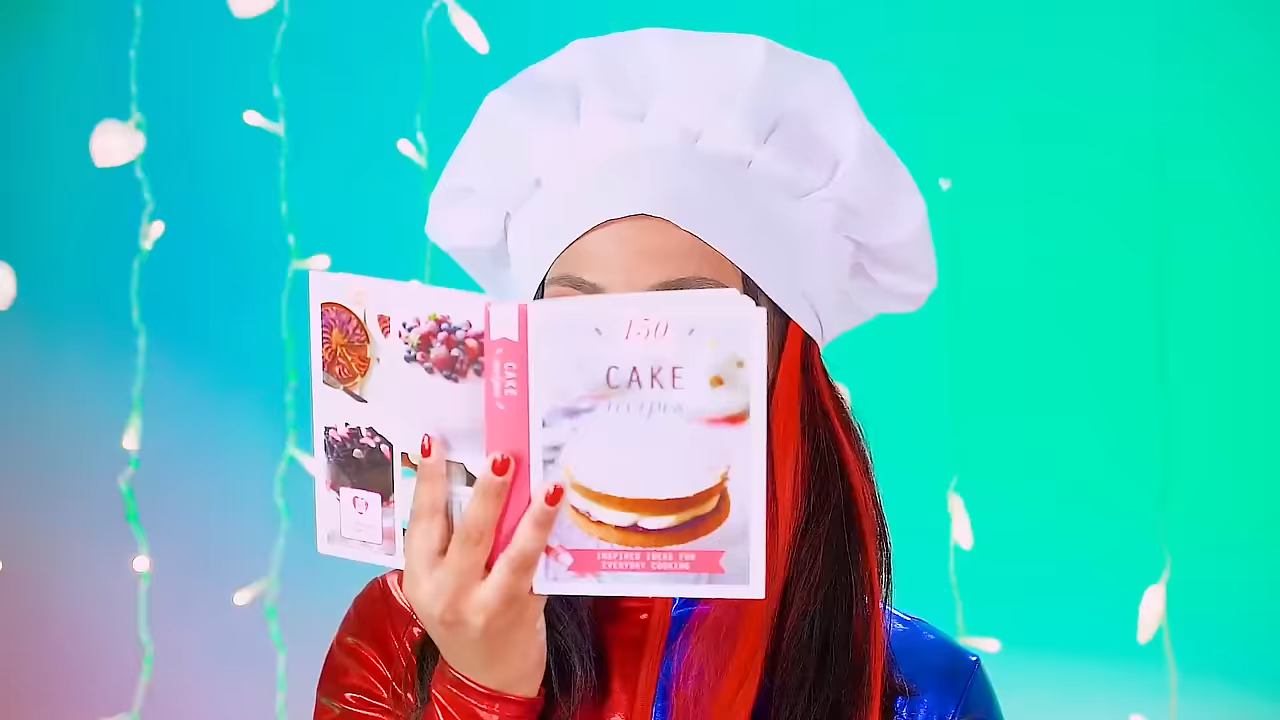 150
CAKE
recipes
INSPIRED IDEAS FOR
EVERYDAY COOKING
CAKE